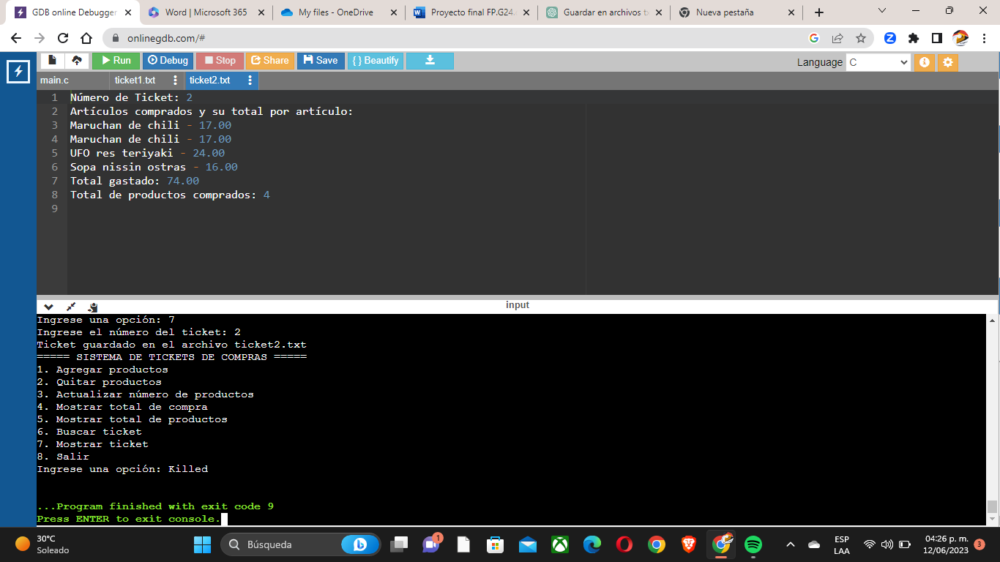 GDB online Debugger
Word | Microsoft 365
My files - OneDrive
Proyecto final FP.G24.
Guardar en archivos tx
Nueva pestaña
onlinegdb.com/#
Run
Debug
Stop
Share
Save
{ } Beautify
Language
C
main.c
ticket1.txt
ticket2.txt
1 Número de Ticket: 2
2 Artículos comprados y su total por artículo:
3 Maruchan de chili - 17.00
4 Maruchan de chili - 17.00
5 UFO res teriyaki - 24.00
6 Sopa nissin ostras - 16.00
7 Total gastado: 74.00
8 Total de productos comprados: 4
9
input
Ingrese una opción: 7
Ingrese el número del ticket: 2
Ticket guardado en el archivo ticket2.txt
===== SISTEMA DE TICKETS DE COMPRAS =====
1. Agregar productos
2. Quitar productos
3. Actualizar número de productos
4. Mostrar total de compra
5. Mostrar total de productos
6. Buscar ticket
7. Mostrar ticket
8. Salir
Ingrese una opción: Killed
...Program finished with exit code 9
Press ENTER to exit console.
30°C
Soleado
Búsqueda
1
ESP
LAA
04:26 p. m.
12/06/2023
3